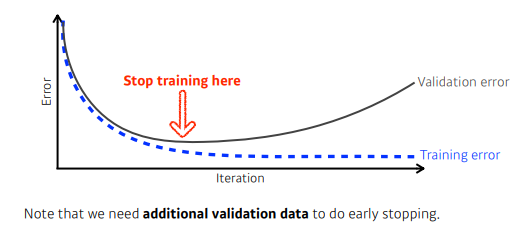 Stop training here
Error
Validation error
Training error
Iteration
Note that we need additional validation data to do early stopping.